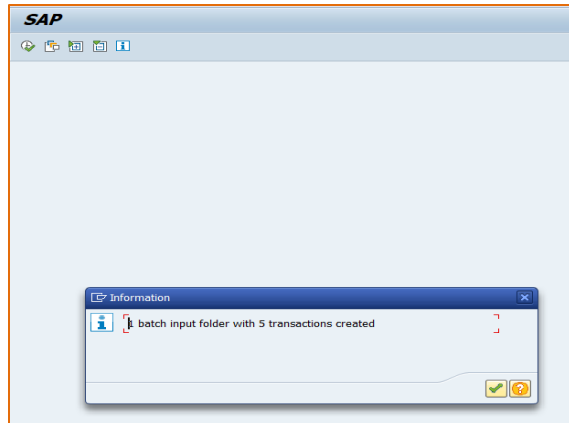 SAP
Information
1 batch input folder with 5 transactions created